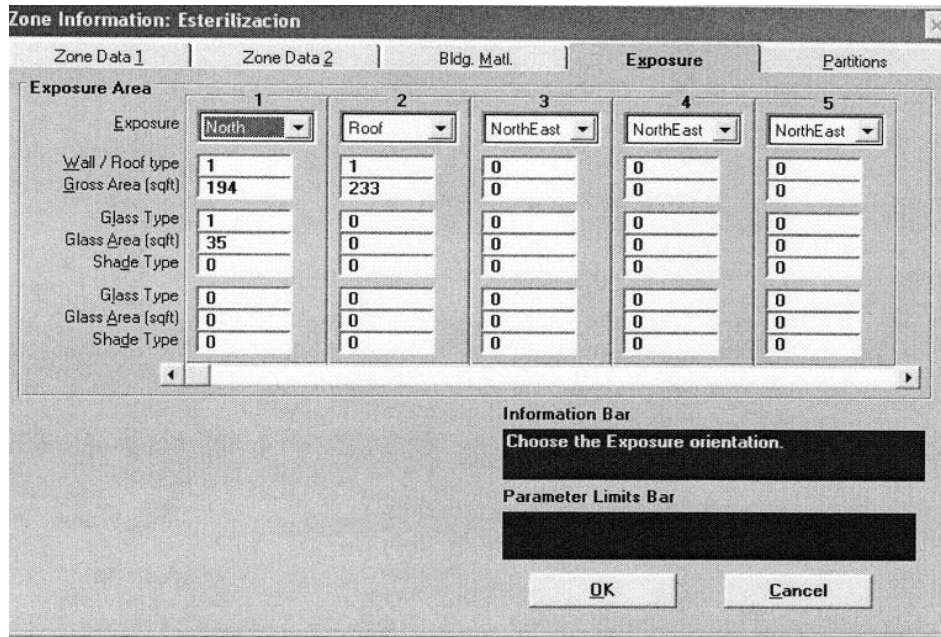 Zone Information: Esterilizacion
Zone Data 1 Zone Data 2 Bldg. Matl. Exposure Partitions
Exposure Area
1 2 3 4 5
Exposure North Roof NorthEast NorthEast NorthEast
Wall / Roof type 1 1 0 0 0
Gross Area (sqft) 194 233 0 0 0
Glass Type 1 0 0 0 0
Glass Area (sqft) 35 0 0 0 0
Shade Type 0 0 0 0 0
Glass Type 0 0 0 0 0
Glass Area (sqft) 0 0 0 0 0
Shade Type 0 0 0 0 0
Information Bar
Choose the Exposure orientation.
Parameter Limits Bar
OK Cancel